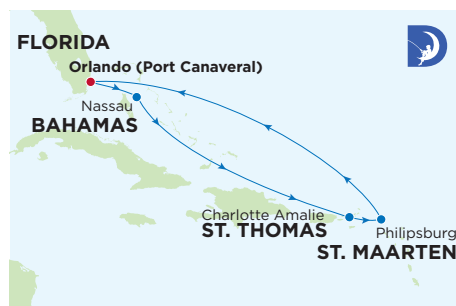 FLORIDA
Orlando (Port Canaveral)
Nassau
BAHAMAS
Charlotte Amalie
ST. THOMAS
Philipsburg
ST. MAARTEN